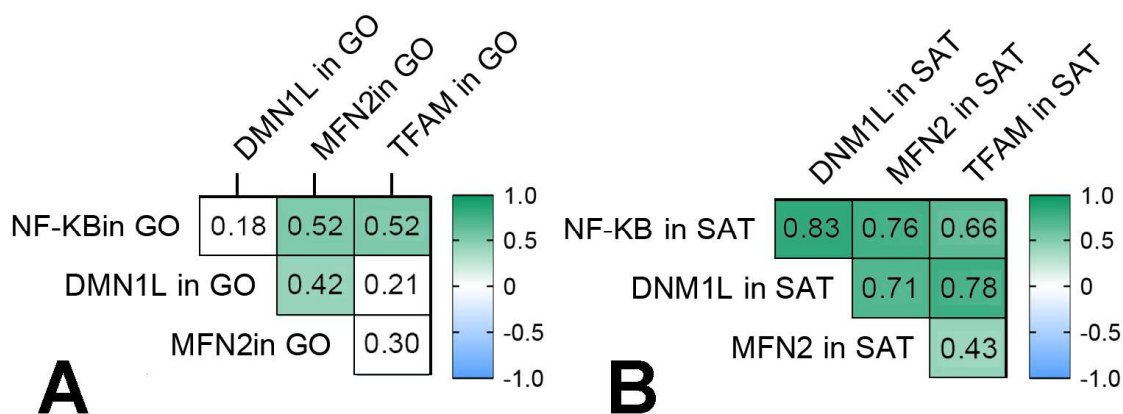 DMN1L in GO
MFN2in GO
TFAM in GO
NF-KBin GO 0.18 0.52 0.52
DMN1L in GO 0.42 0.21
MFN2in GO 0.30
1.0
0.5
0
-0.5
-1.0
A
DNM1L in SAT
MFN2 in SAT
TFAM in SAT
NF-KB in SAT 0.83 0.76 0.66
DNM1L in SAT 0.71 0.78
MFN2 in SAT 0.43
1.0
0.5
0
-0.5
-1.0
B